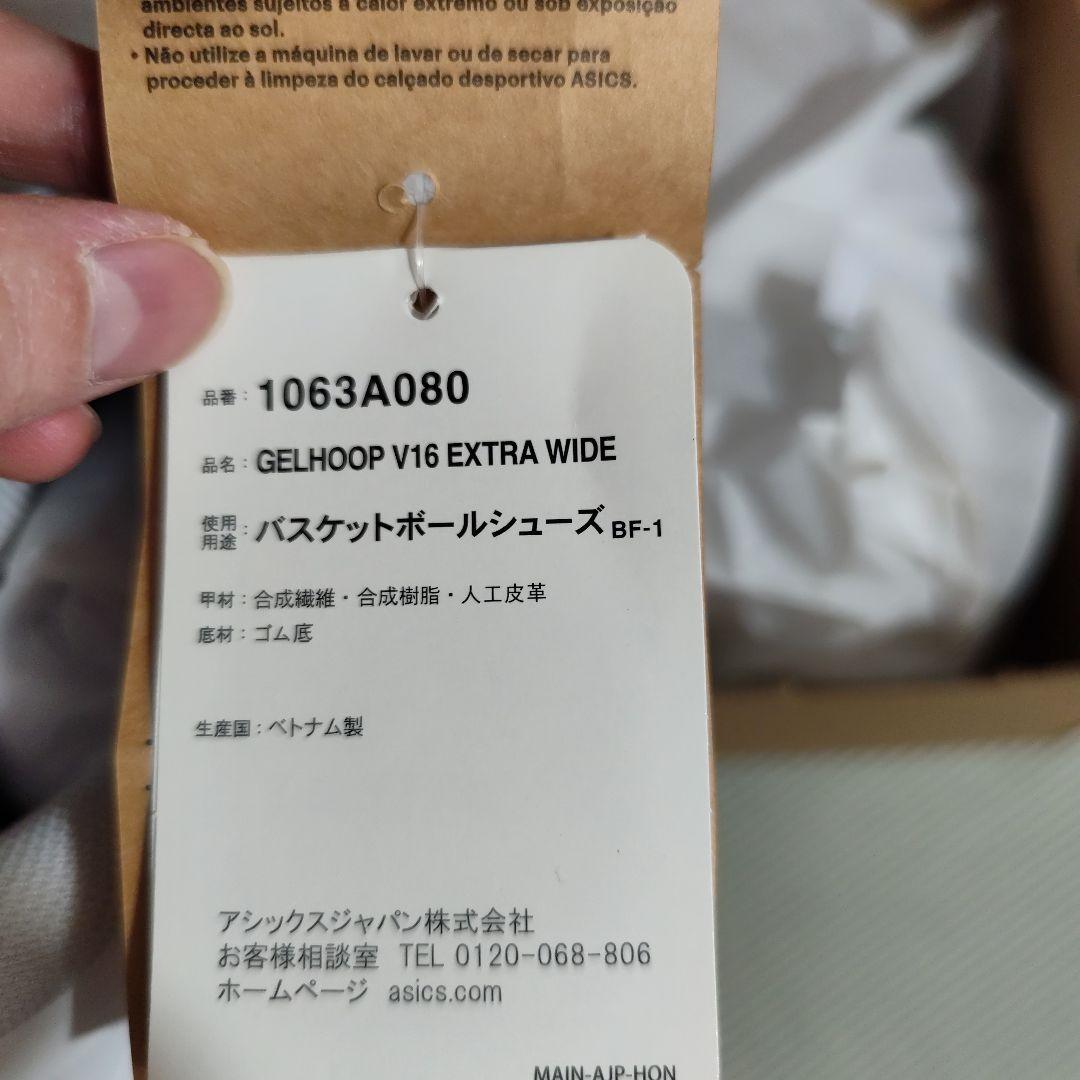 ambientes sujeitos a calor extremo ou sob exposição
directa ao sol.
• Não utilize a máquina de lavar ou de secar para
proceder à limpeza do calçado desportivo ASICS.
品番: 1063A080
品名: GELHOOP V16 EXTRA WIDE
使用用途: バスケットボールシューズ BF-1
甲材: 合成繊維・合成樹脂・人工皮革
底材: ゴム底
生産国: ベトナム製
アシックスジャパン株式会社
お客様相談室 TEL 0120-068-806
ホームページ asics.com
MAIN-AJP-HON